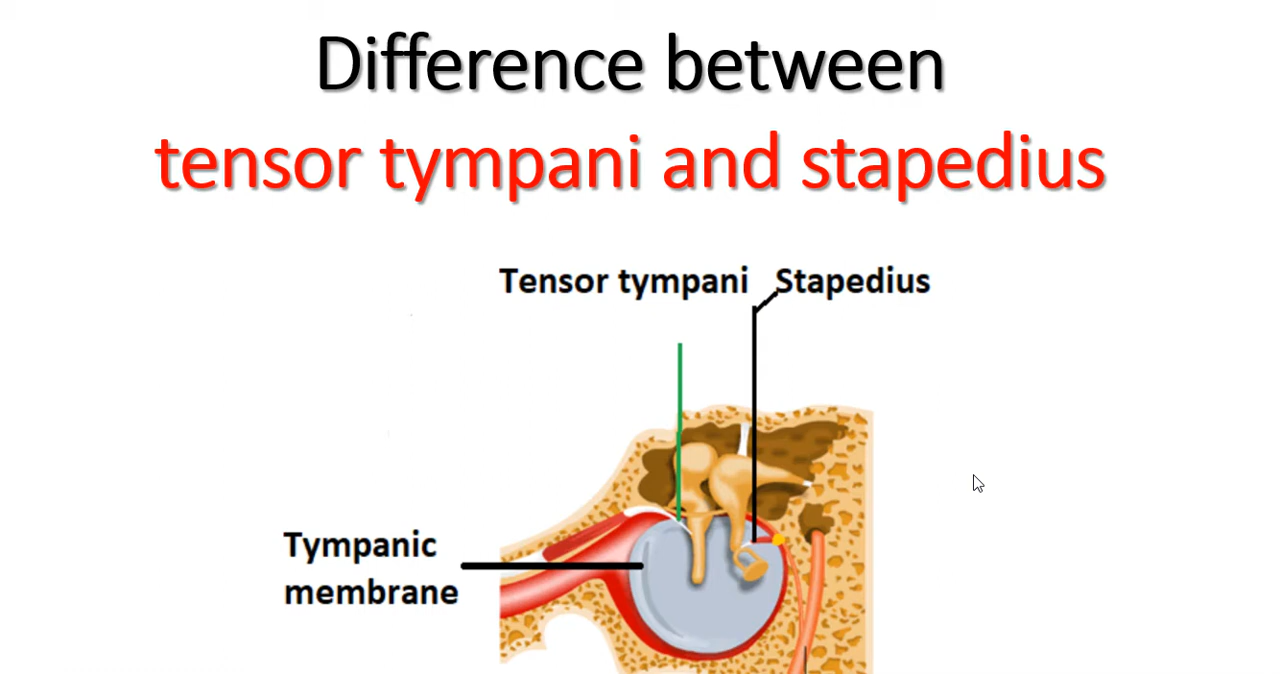 Difference between
tensor tympani and stapedius
Tensor tympani
Stapedius
Tympanic
membrane